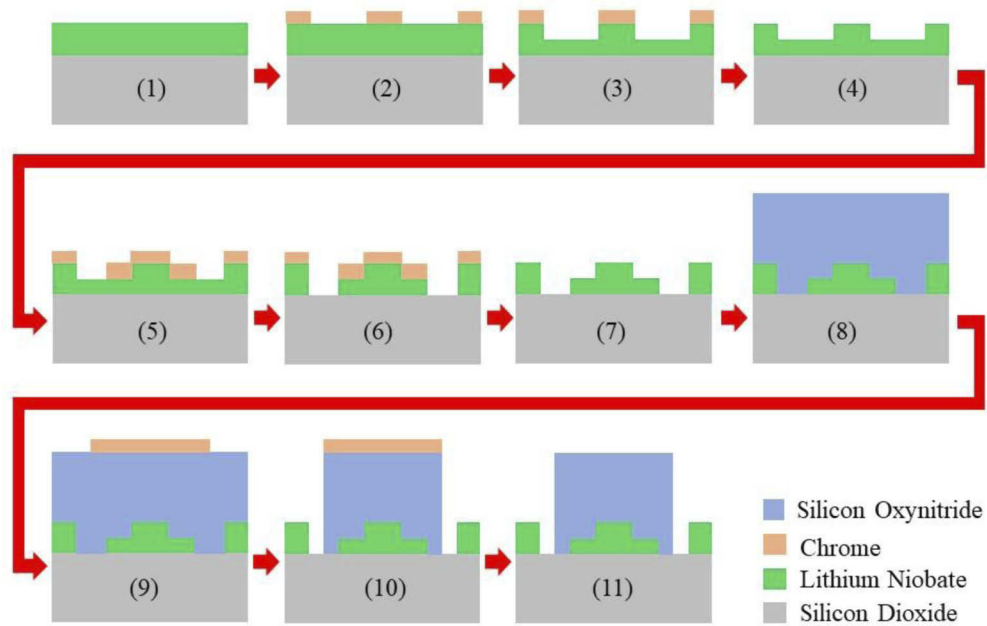 (1)
(2)
(3)
(4)
(5)
(6)
(7)
(8)
(9)
(10)
(11)
Silicon Oxynitride
Chrome
Lithium Niobate
Silicon Dioxide